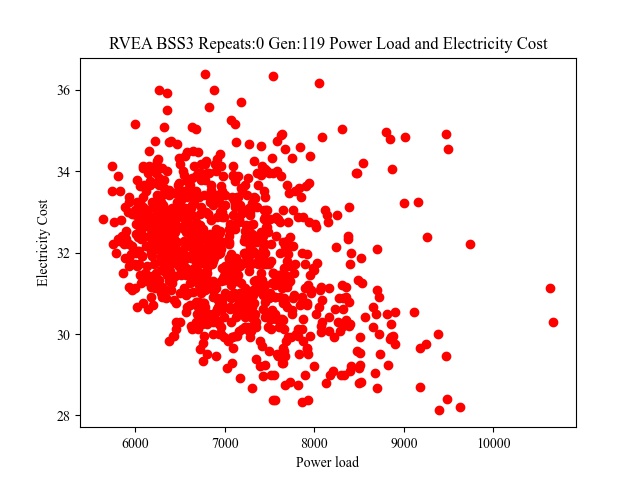 RVEA BSS3 Repeats:0 Gen:119 Power Load and Electricity Cost
36
34
32
30
28
Electricity Cost
6000 7000 8000 9000 10000
Power load